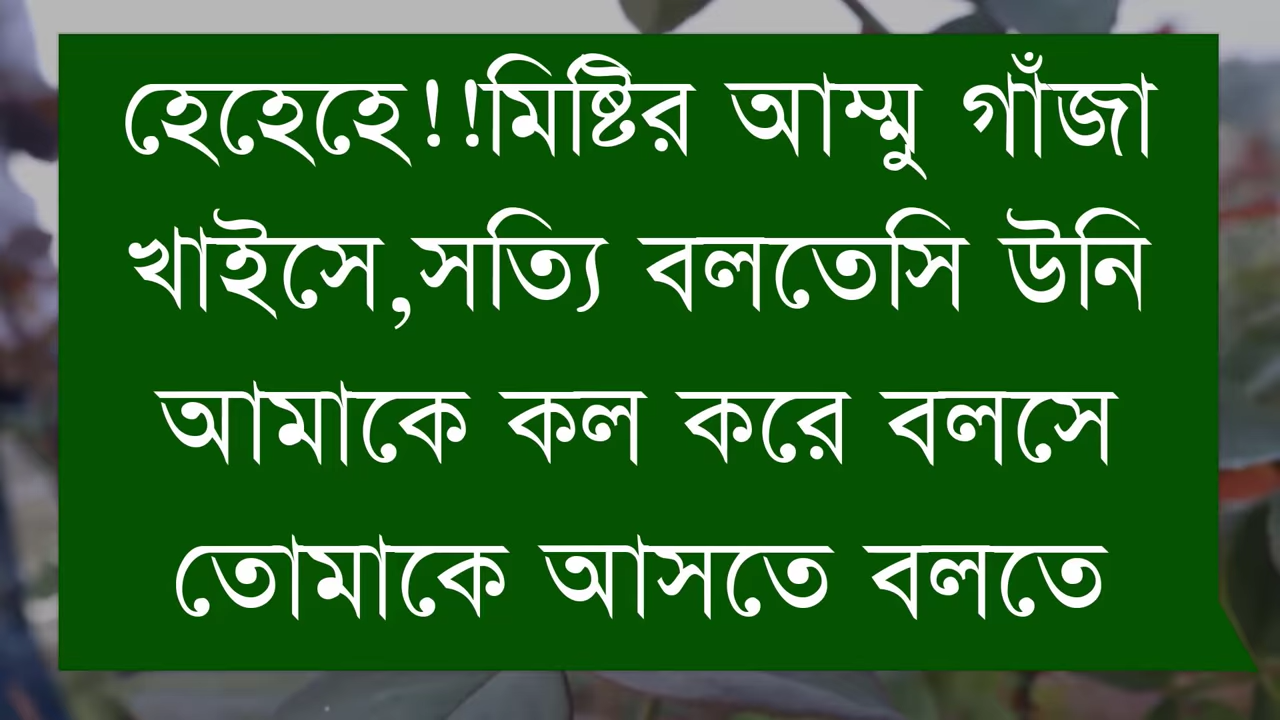 হেহেহে!!মিষ্টির আম্মু গাঁজা
খাইসে,সত্যি বলতেসি উনি
আমাকে কল করে বলসে
তোমাকে আসতে বলতে